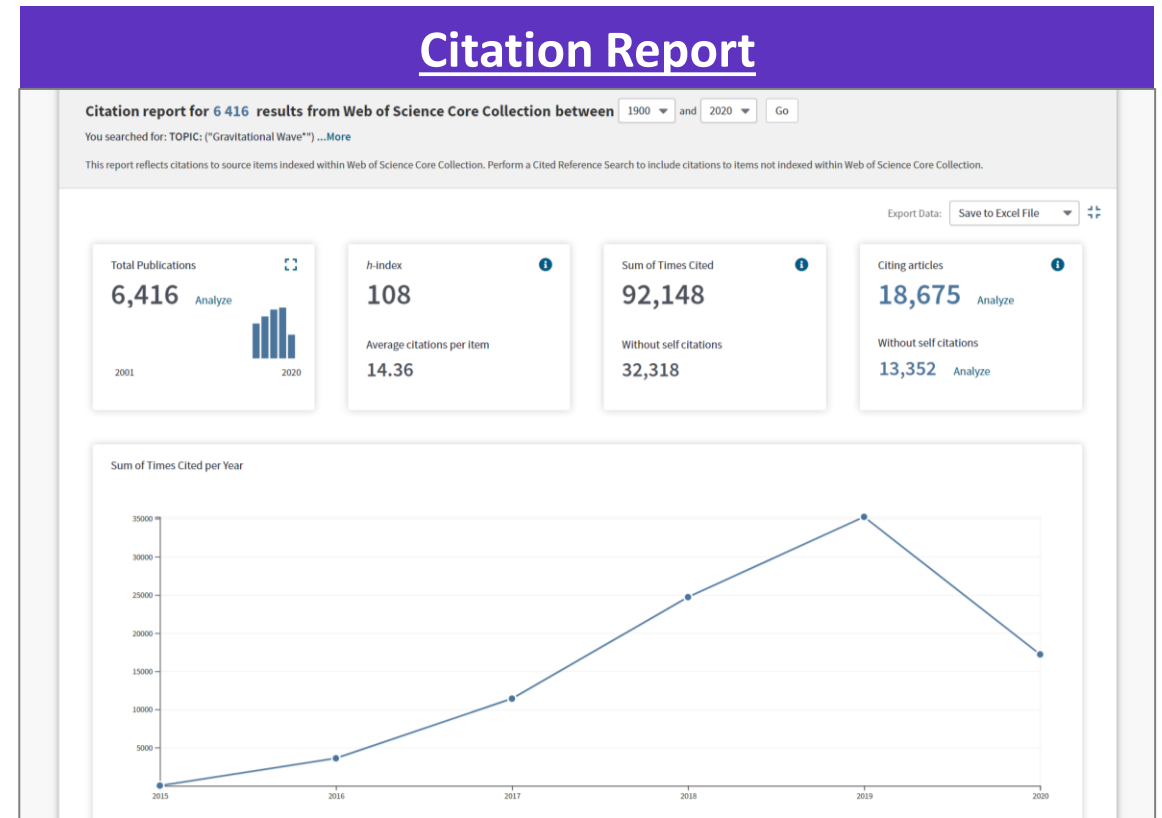 Citation Report
Citation report for 6 416 results from Web of Science Core Collection between 1900 and 2020 Go
You searched for: TOPIC: ("Gravitational Wave*") ...More
This report reflects citations to source items indexed within Web of Science Core Collection. Perform a Cited Reference Search to include citations to items not indexed within Web of Science Core Collection.
Export Data: Save to Excel File
Total Publications
6,416 Analyze
2001 2020
h-index
108
Average citations per item
14.36
Sum of Times Cited
92,148
Without self citations
32,318
Citing articles
18,675 Analyze
Without self citations
13,352 Analyze
Sum of Times Cited per Year
35000
30000
25000
20000
15000
10000
5000
2015 2016 2017 2018 2019 2020